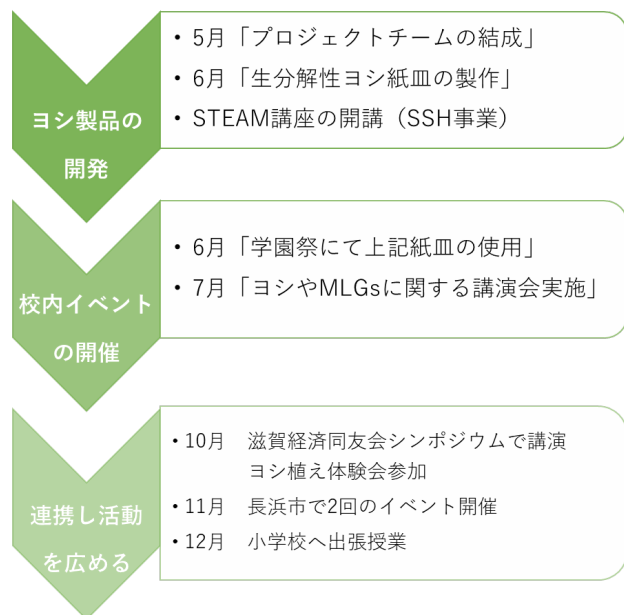 ヨシ製品の
開発
・5月「プロジェクトチームの結成」
・6月「生分解性ヨシ紙皿の製作」
・STEAM講座の開講（SSH事業）
校内イベント
の開催
・6月「学園祭にて上記紙皿の使用」
・7月「ヨシやMLGsに関する講演会実施」
連携し活動
を広める
・10月　滋賀経済同友会シンポジウムで講演
ヨシ植え体験会参加
・11月　長浜市で2回のイベント開催
・12月　小学校へ出張授業